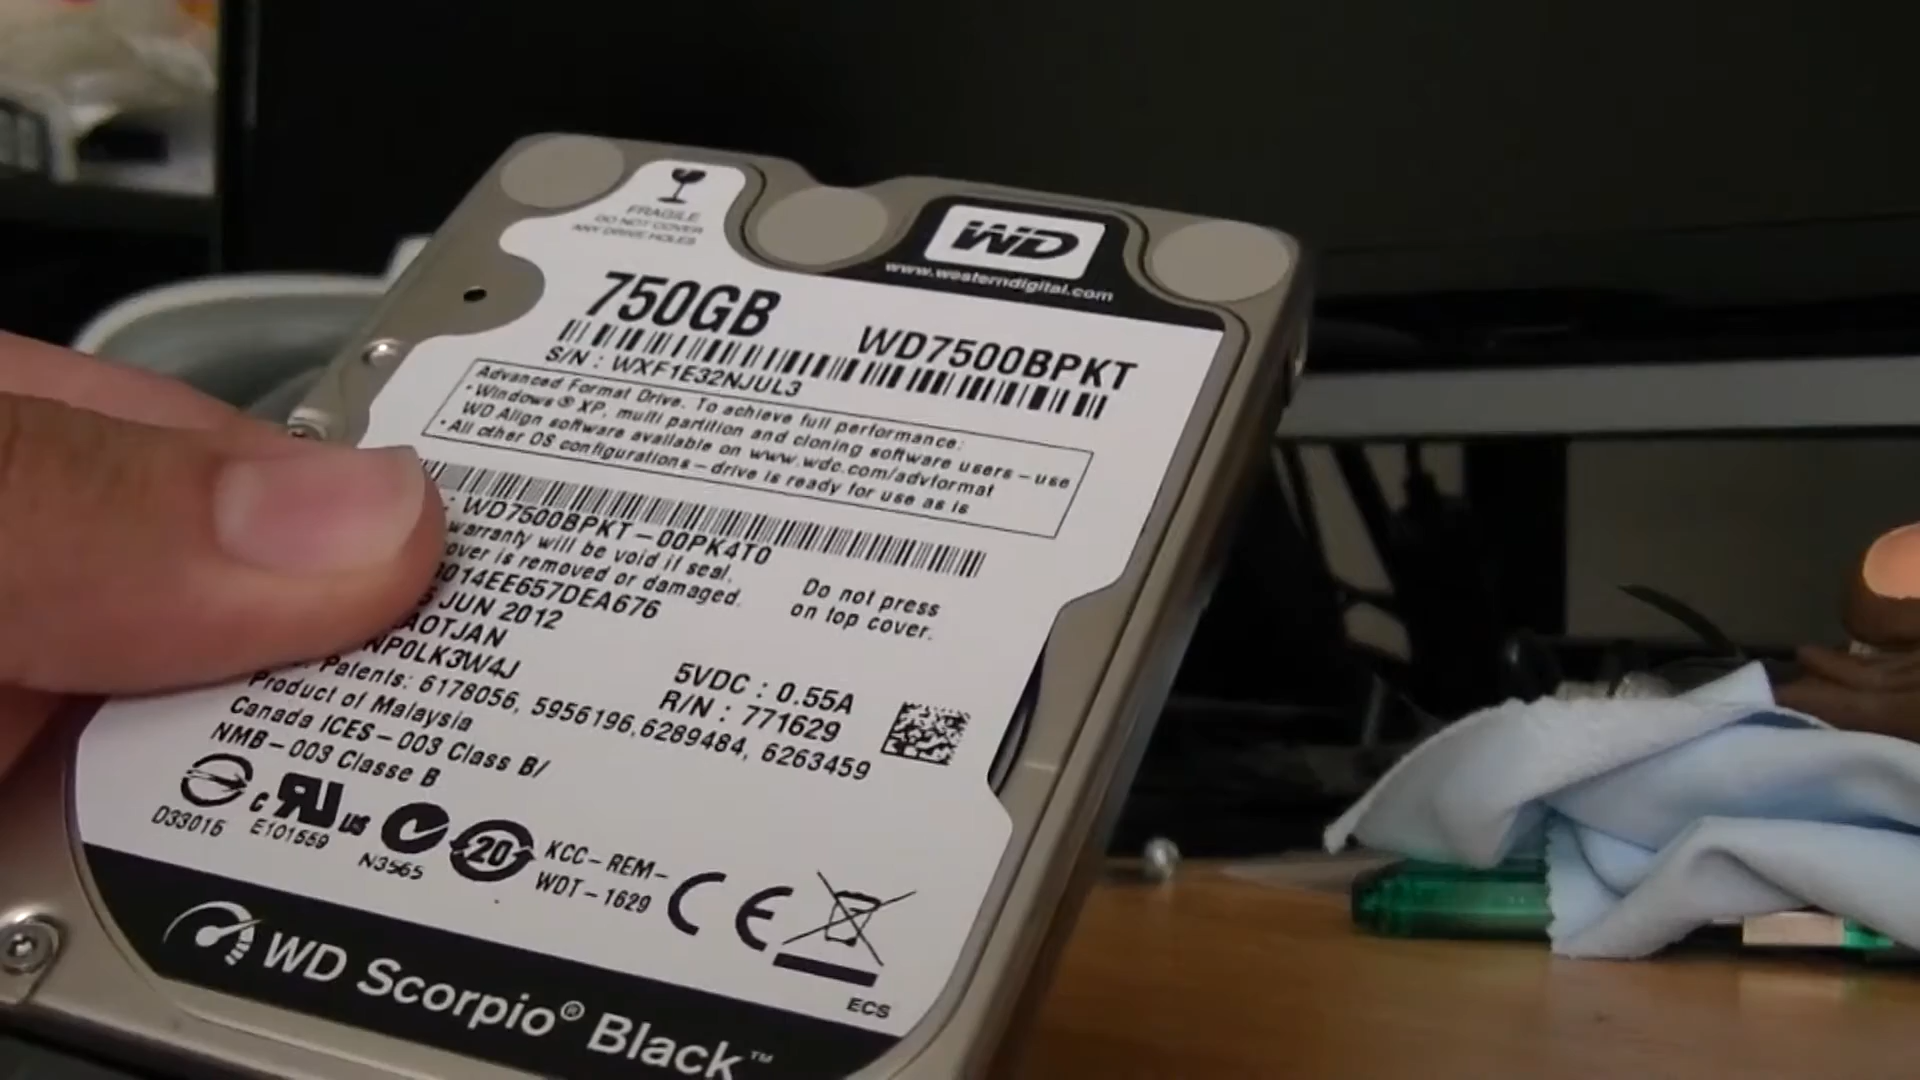 FRAGILE
DO NOT COVER
ANY DRIVE HOLES
WD
www.westerndigital.com
750GB
WD7500BPKT
S/N : WXF1E32NJUL3
Advanced Format Drive. To achieve full performance:
• Windows® XP, multi partition and cloning software users – use
WD Align software available on www.wdc.com/advformat
• All other OS configurations – drive is ready for use as is
: WD7500BPKT – 00PK4T0
warranty will be void if seal,
cover is removed or damaged.
Do not press
on top cover.
014EE657DEA676
JUN 2012
AOTJAN
NP0LK3W4J
5VDC : 0.55A
R/N : 771629
Patents: 6178056, 5956196,6289484, 6263459
Product of Malaysia
Canada ICES – 003 Class B/
NMB – 003 Classe B
D33015
c RU us
E101559
N3565
20
KCC – REM –
WDT – 1629
CE
ECS
WD Scorpio® Black™